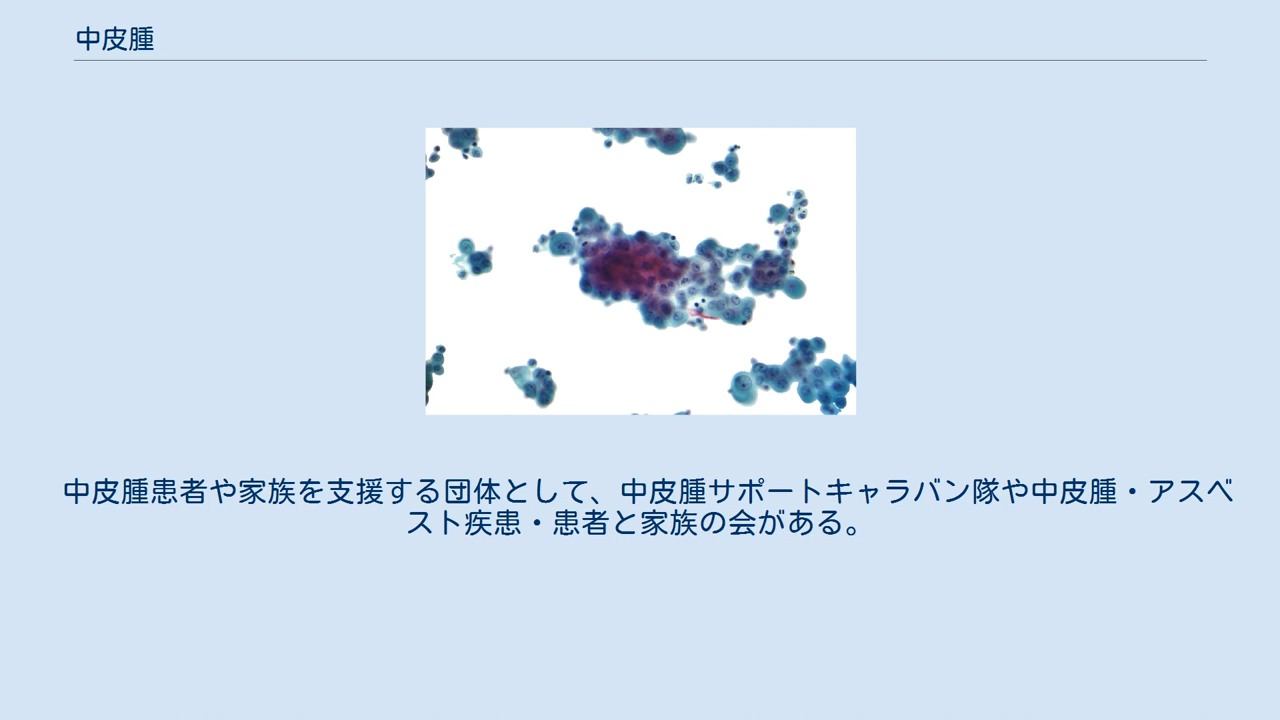 中皮腫
中皮腫患者や家族を支援する団体として、中皮腫サポートキャラバン隊や中皮腫・アスベ
スト疾患・患者と家族の会がある。